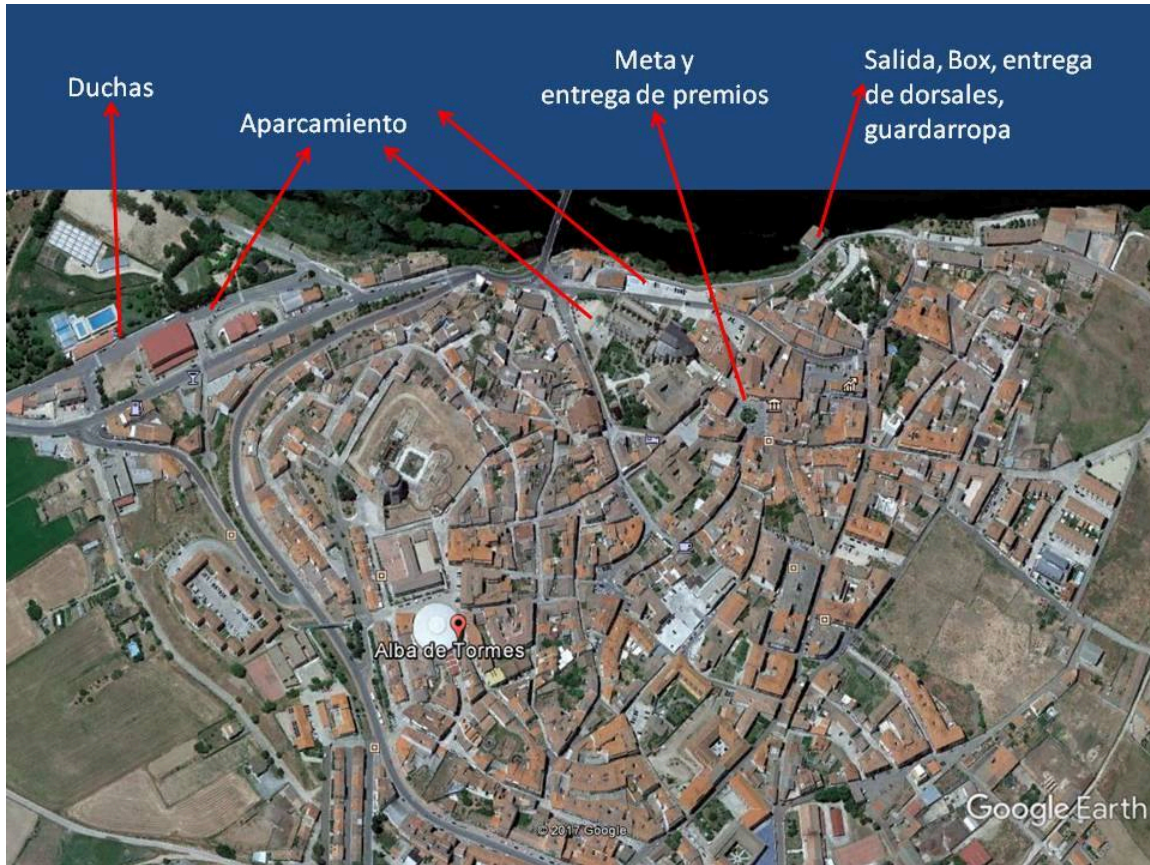 Duchas
Aparcamiento
Meta y
entrega de premios
Salida, Box, entrega
de dorsales,
guardarropa
Alba de Tormes
© 2017 Google
Google Earth